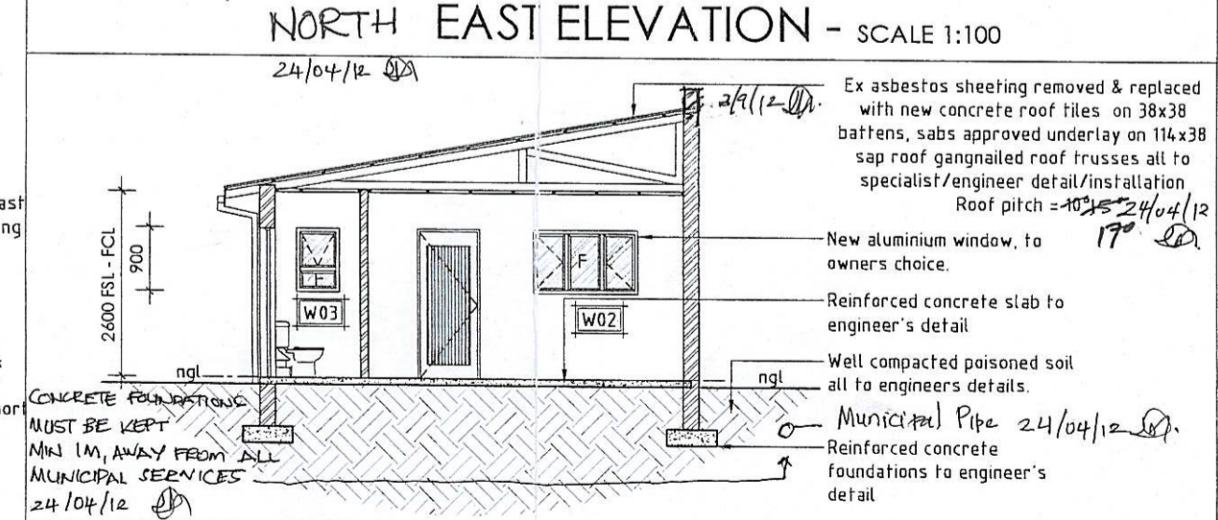 NORTH EAST ELEVATION - SCALE 1:100
24/04/12
2/9/12
Ex asbestos sheeting removed & replaced
with new concrete roof tiles on 38x38
battens, sabs approved underlay on 114x38
sap roof gangnailed roof trusses all to
specialist/engineer detail/installation
Roof pitch = 10° 15° 24/04/12
17°
New aluminium window, to
owners choice.
Reinforced concrete slab to
engineer's detail
Well compacted poisoned soil
all to engineers details.
Municipal Pipe 24/04/12
Reinforced concrete
foundations to engineer's
detail
2600 FSL - FCL
900
F
W03
F
W02
ngl
ngl
CONCRETE FOUNDATIONS
MUST BE KEPT
MIN 1M, AWAY FROM ALL
MUNICIPAL SERVICES
24/04/12